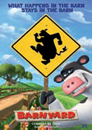 WHAT HAPPENS IN THE BARN
STAYS IN THE BARN
BARNYARD